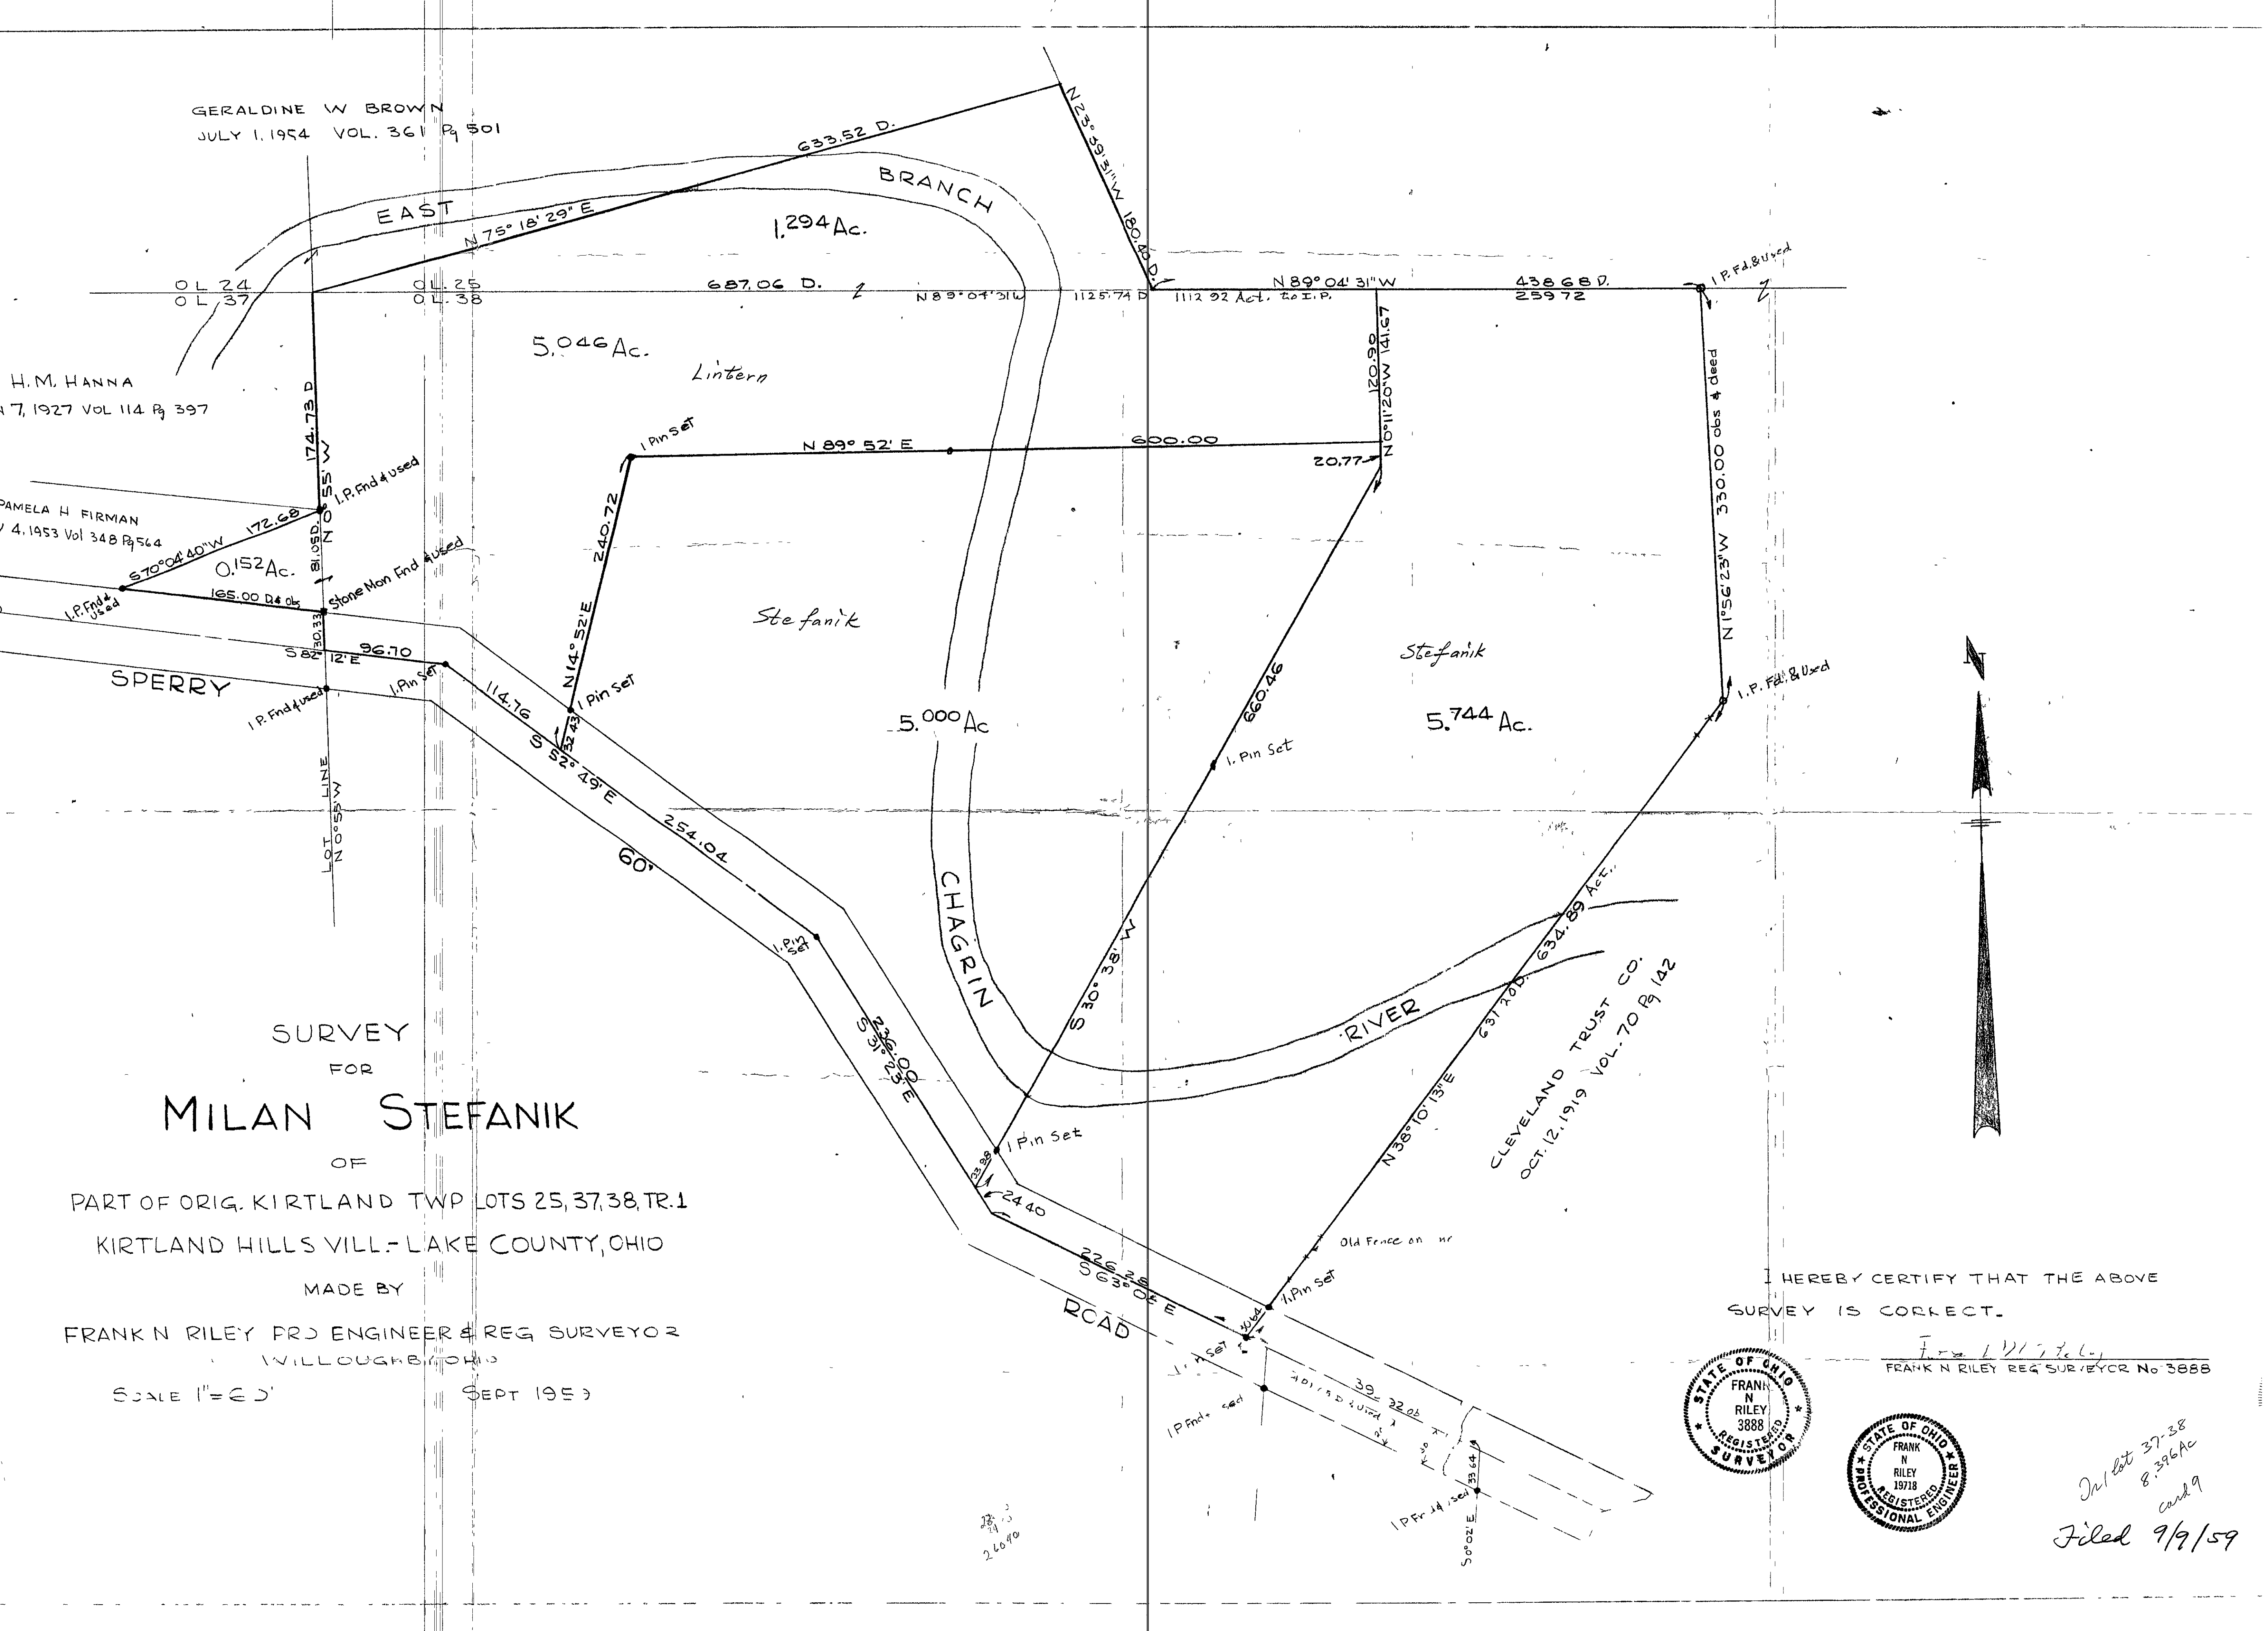 GERALDINE W BROWN
JULY 1, 1954 VOL. 361 Pg 501
633.52 D.
N 75° 18' 29" E
EAST
BRANCH
1.294 Ac.
N 23° 39' 31" W 180.40 D.
O L 24
O L 37
O L. 25
O L. 38
687.06 D.
N 89° 04' 31 W
1125.74 D
1112 92 Act. to I.P.
N 89° 04' 31" W
438 68 D.
259 72
I P. Fd. & Used
5.046 Ac.
Lintern
H. M. HANNA
7, 1927 VOL 114 Pg 397
174.73 D
N 0° 55' W
I. P. Fnd & used
PAMELA H FIRMAN
4, 1953 Vol 348 Pg 564
172.68
S 70° 04' 40" W
0.152 Ac.
81.05 D.
165.00 D & Obs
Stone Mon Fnd & used
I. P. Fnd & used
30.33
S 82° 12' E
96.70
SPERRY
I. Pin Set
I P. Fnd & used
LOT LINE
N 0° 55' W
I Pin Set
N 89° 52' E
600.00
120.90
N 0° 11' 20" W 141.67
20.77
240.72
N 14° 52' E
I Pin Set
32 43
114.76
S 52° 49' E
254.04
60'
Stefanik
5.000 Ac
660.46
I. Pin Set
S 30° 38' W
Stefanik
5.744 Ac.
N 1° 56' 23" W 330.00 obs & deed
I. P. Fd. & Used
634.89 Act.
631 20 D.
N 38° 10' 13" E
CLEVELAND TRUST CO.
OCT. 12, 1919 VOL. 70 Pg 142
CHAGRIN
RIVER
I. Pin Set
236.00
S 31° 23' E
I Pin Set
33 98
24 40
S 63° E
ROAD
Old Fence on
I. Pin Set
30 64
33 64
S 0° 02' E
N
SURVEY
FOR
MILAN STEFANIK
OF
PART OF ORIG. KIRTLAND TWP LOTS 25, 37, 38, TR. 1
KIRTLAND HILLS VILL. - LAKE COUNTY, OHIO
MADE BY
FRANK N RILEY PRO ENGINEER & REG SURVEYOR
WILLOUGHBY OHIO
SCALE 1" = 60'
SEPT 1959
I HEREBY CERTIFY THAT THE ABOVE
SURVEY IS CORRECT.
FRANK N RILEY REG SURVEYOR No 3888
STATE OF OHIO
FRANK
N
RILEY
3888
REGISTERED
SURVEYOR
STATE OF OHIO
FRANK
N
RILEY
19718
REGISTERED
PROFESSIONAL ENGINEER
lot 37-38
8.396 Ac
card 9
Filed 9/9/59